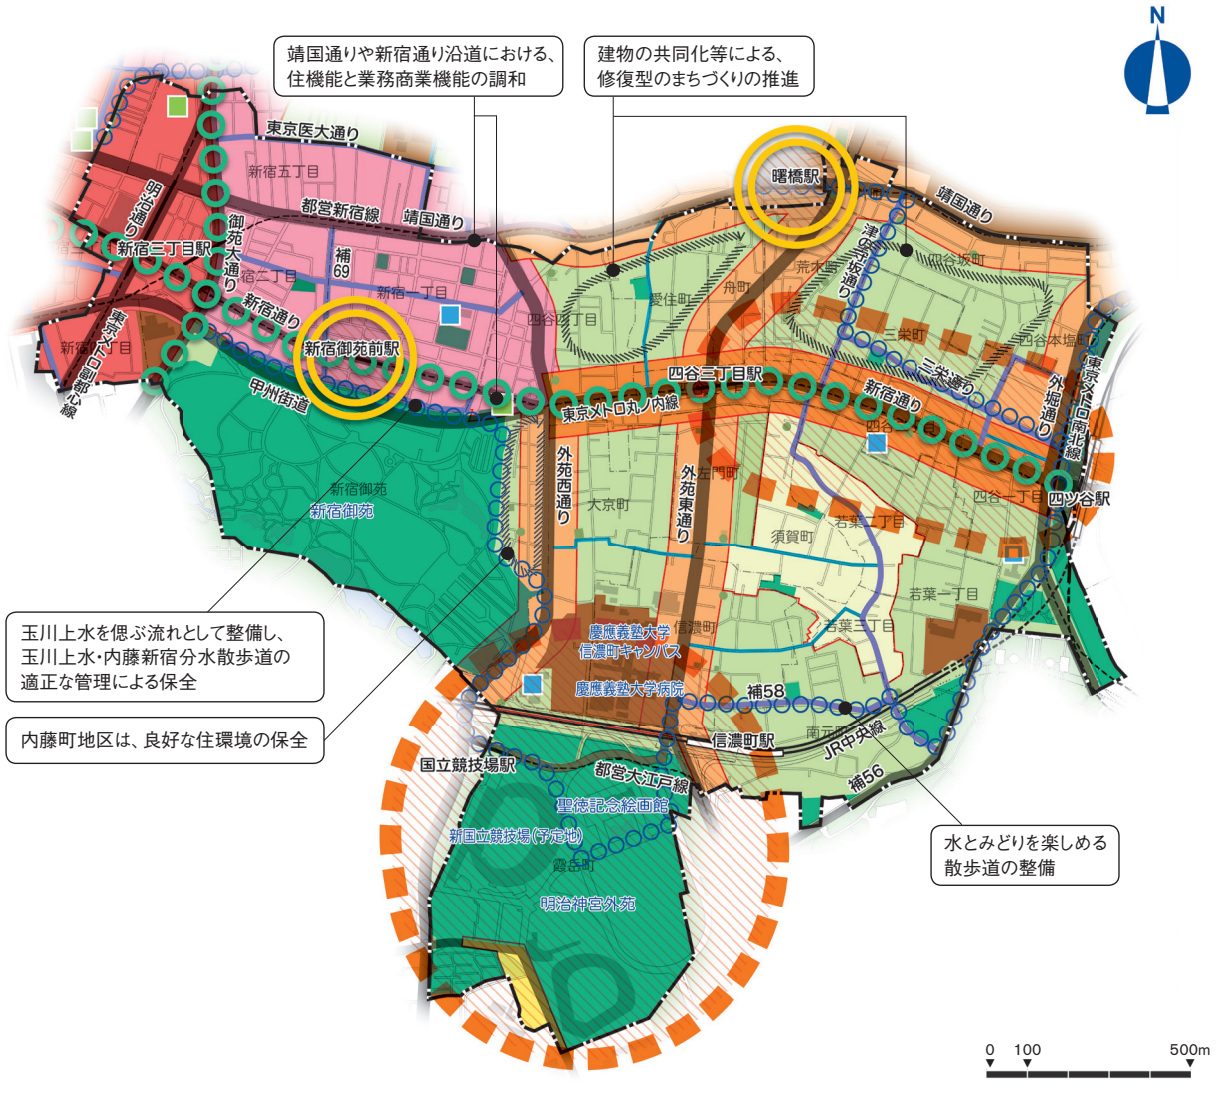 N
靖国通りや新宿通り沿道における、
住機能と業務商業機能の調和
建物の共同化等による、
修復型のまちづくりの推進
東京医大通り
新宿五丁目
明治通り
都営新宿線
靖国通り
曙橋駅
靖国通り
新宿三丁目駅
御苑大通り
補
69
津の守坂通り
荒木町
四谷坂町
新宿一丁目
愛住町
舟町
新宿通り
四谷四丁目
三栄町
四谷本塩町
東京メトロ副都心線
新宿御苑前駅
四谷三丁目駅
三栄通り
新宿通り
外堀通り
東京メトロ南北線
甲州街道
東京メトロ丸ノ内線
外苑西通り
外苑東通り
左門町
四谷一丁目
四ツ谷駅
新宿御苑
新宿御苑
大京町
若葉二丁目
須賀町
若葉一丁目
若葉三丁目
信濃町
慶應義塾大学
信濃町キャンパス
慶應義塾大学病院
玉川上水を偲ぶ流れとして整備し、
玉川上水・内藤新宿分水散歩道の
適正な管理による保全
内藤町地区は、良好な住環境の保全
補58
信濃町駅
JR中央線
補56
国立競技場駅
都営大江戸線
聖徳記念絵画館
新国立競技場(予定地)
霞岳町
明治神宮外苑
水とみどりを楽しめる
散歩道の整備
0 100 500m